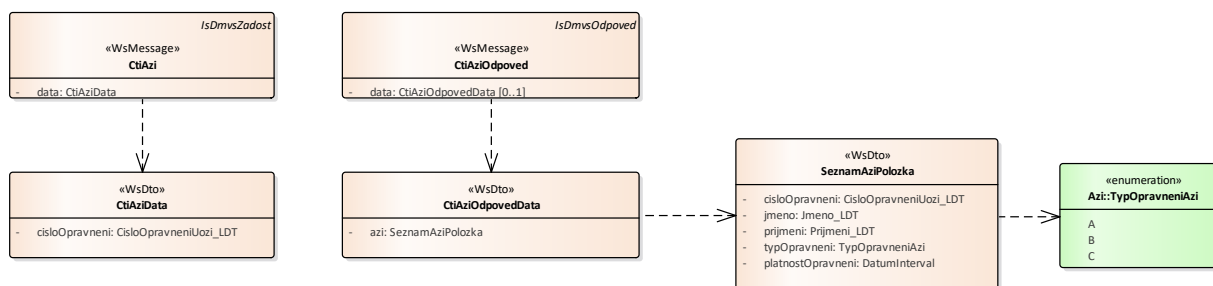 IsDmvsZadost
«WsMessage»
CtiAzi
- data: CtiAziData
«WsDto»
CtiAziData
- cisloOpravneni: CisloOpravneniUozi_LDT
IsDmvsOdpoved
«WsMessage»
CtiAziOdpoved
- data: CtiAziOdpovedData [0..1]
«WsDto»
CtiAziOdpovedData
- azi: SeznamAziPolozka
«WsDto»
SeznamAziPolozka
- cisloOpravneni: CisloOpravneniUozi_LDT
- jmeno: Jmeno_LDT
- prijmeni: Prijmeni_LDT
- typOpravneni: TypOpravneniAzi
- platnostOpravneni: DatumInterval
«enumeration»
Azi::TypOpravneniAzi
A
B
C